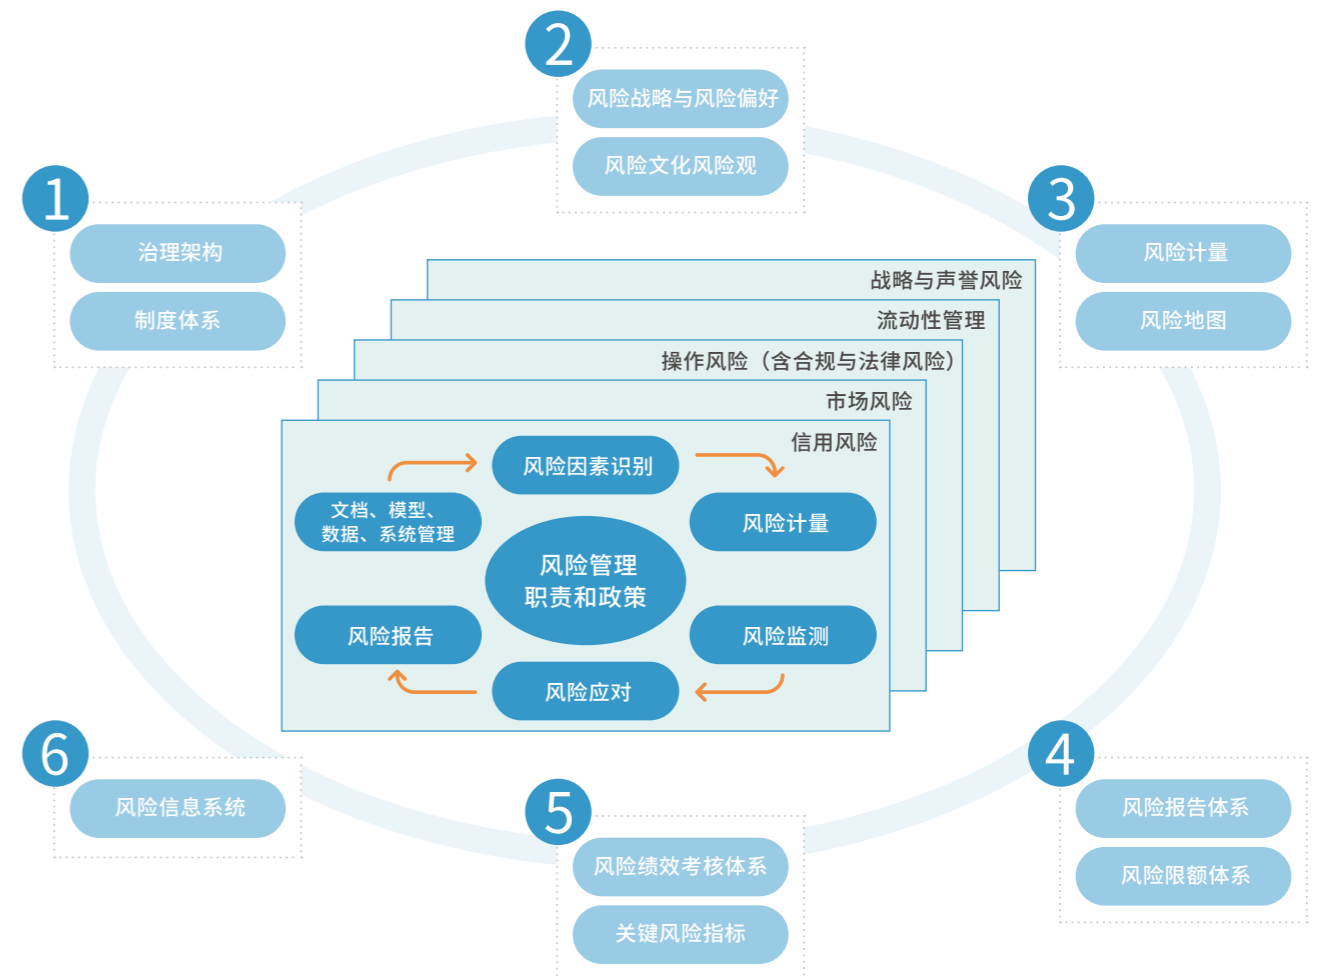 1
治理架构
制度体系
2
风险战略与风险偏好
风险文化风险观
3
风险计量
风险地图
战略与声誉风险
流动性管理
操作风险（含合规与法律风险）
市场风险
信用风险
风险因素识别
文档、模型、
数据、系统管理
风险计量
风险管理
职责和政策
风险报告
风险监测
风险应对
4
风险报告体系
风险限额体系
5
风险绩效考核体系
关键风险指标
6
风险信息系统